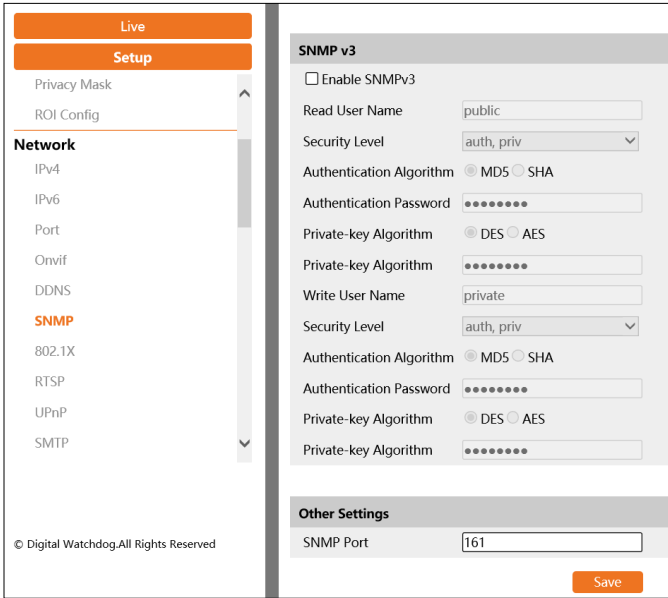 Live
Setup
Privacy Mask
ROI Config
Network
IPv4
IPv6
Port
Onvif
DDNS
SNMP
802.1X
RTSP
UPnP
SMTP
© Digital Watchdog.All Rights Reserved
SNMP v3
Enable SNMPv3
Read User Name public
Security Level auth, priv
Authentication Algorithm MD5 SHA
Authentication Password ●●●●●●●●
Private-key Algorithm DES AES
Private-key Algorithm ●●●●●●●●
Write User Name private
Security Level auth, priv
Authentication Algorithm MD5 SHA
Authentication Password ●●●●●●●●
Private-key Algorithm DES AES
Private-key Algorithm ●●●●●●●●
Other Settings
SNMP Port 161
Save